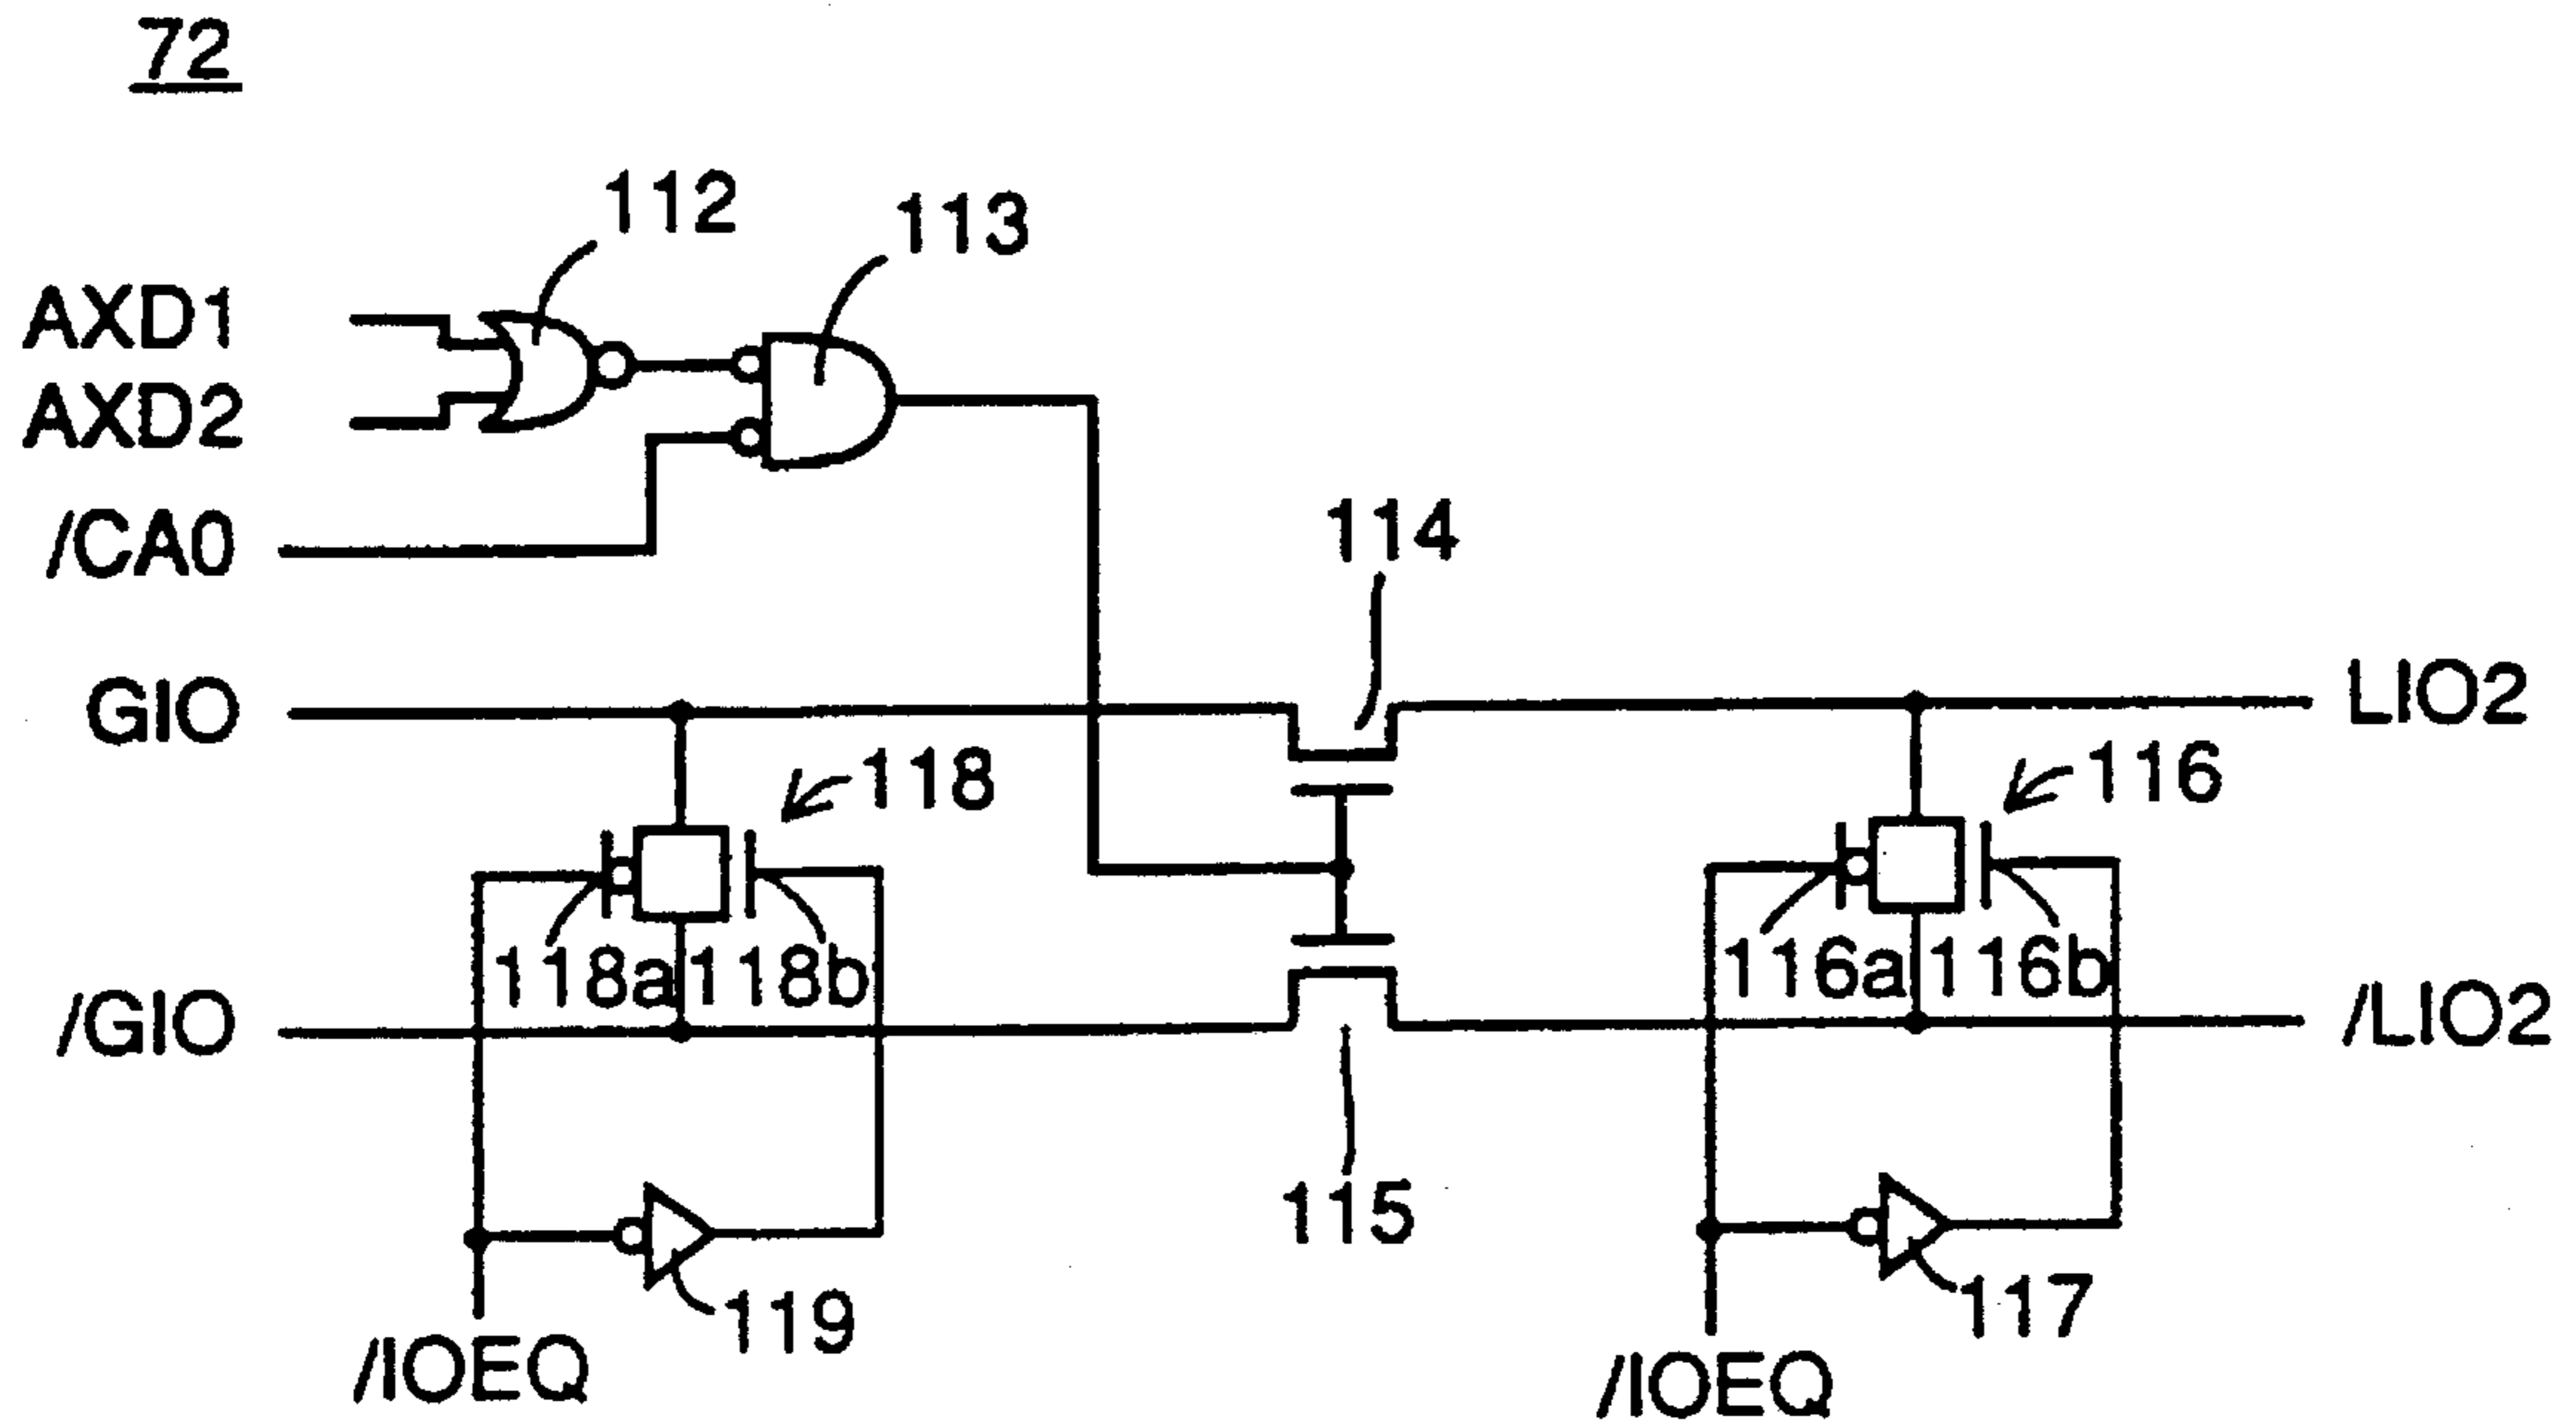 72
112
113
AXD1
AXD2
/CA0
114
GIO
LIO2
118
116
118a
118b
116a
116b
/GIO
/LIO2
115
119
117
/IOEQ
/IOEQ